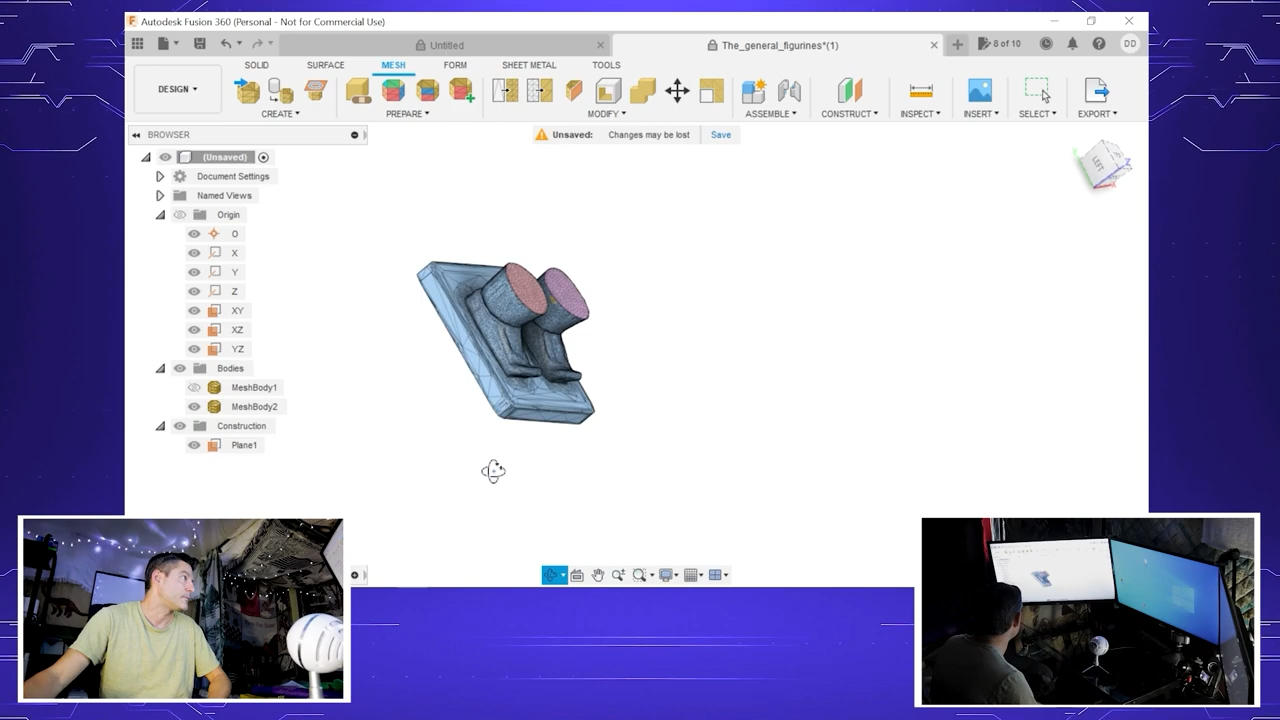 Autodesk Fusion 360 (Personal - Not for Commercial Use)
Untitled
The_general_figurines*(1)
8 of 10
DD
DESIGN
SOLID
SURFACE
MESH
FORM
SHEET METAL
TOOLS
CREATE
PREPARE
MODIFY
ASSEMBLE
CONSTRUCT
INSPECT
INSERT
SELECT
EXPORT
BROWSER
Unsaved: Changes may be lost Save
LEFT
Y
Z
X
(Unsaved)
Document Settings
Named Views
Origin
O
X
Y
Z
XY
XZ
YZ
Bodies
MeshBody1
MeshBody2
Construction
Plane1